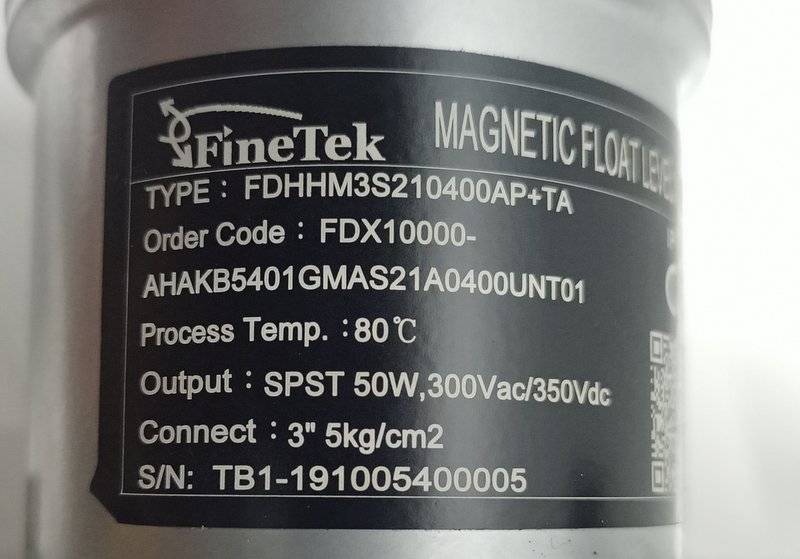 FineTek
MAGNETIC FLOAT LEVE
TYPE : FDHHM3S210400AP+TA
Order Code : FDX10000-
AHAKB5401GMAS21A0400UNT01
Process Temp. :80℃
Output : SPST 50W,300Vac/350Vdc
Connect : 3" 5kg/cm2
S/N: TB1-191005400005